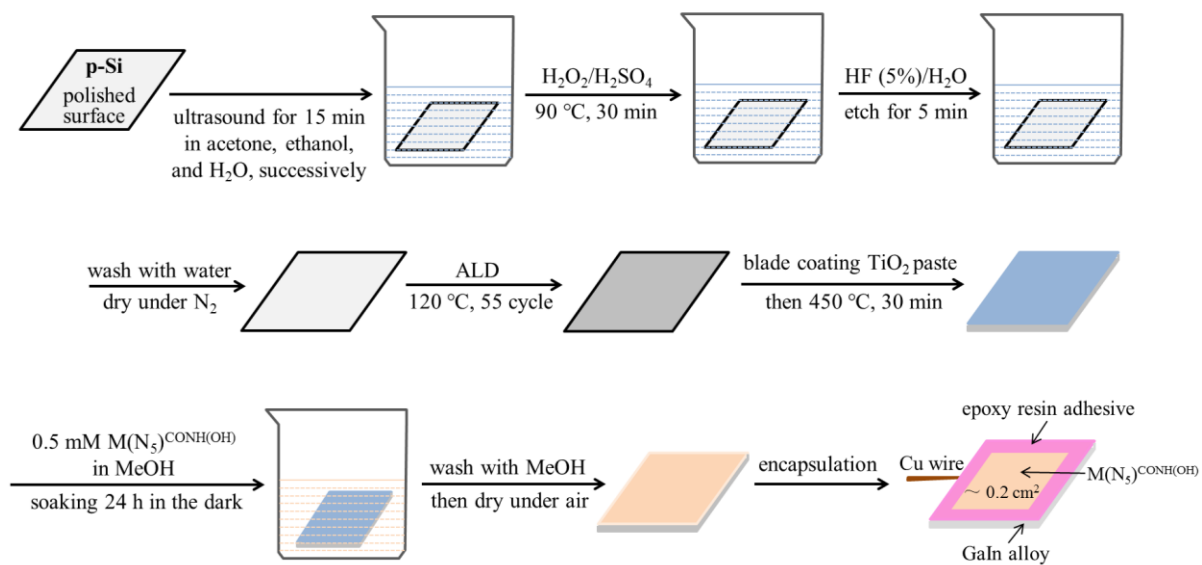 p-Si
polished
surface
ultrasound for 15 min
in acetone, ethanol,
and H₂O, successively
H₂O₂/H₂SO₄
90 ℃, 30 min
HF (5%)/H₂O
etch for 5 min
wash with water
dry under N₂
ALD
120 ℃, 55 cycle
blade coating TiO₂ paste
then 450 ℃, 30 min
0.5 mM M(N₅)ᶜᴼᴺᴴ⁽ᴼᴴ⁾
in MeOH
soaking 24 h in the dark
wash with MeOH
then dry under air
encapsulation
epoxy resin adhesive
Cu wire
M(N₅)ᶜᴼᴺᴴ⁽ᴼᴴ⁾
~ 0.2 cm²
GaIn alloy